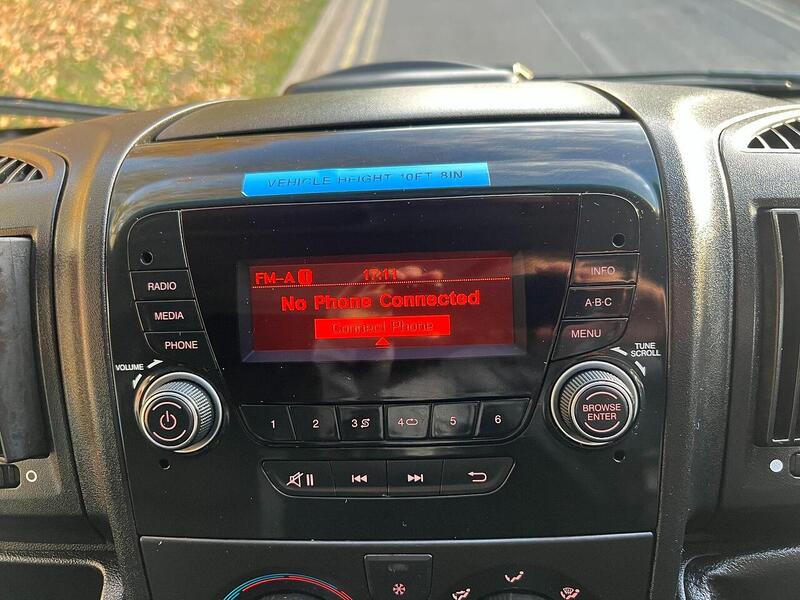 VEHICLE HEIGHT 10FT 8IN
RADIO
MEDIA
PHONE
VOLUME
FM-A 17:11
No Phone Connected
Connect Phone
INFO
A-B-C
MENU
TUNE
SCROLL
BROWSE
ENTER
1 2 3 4 5 6